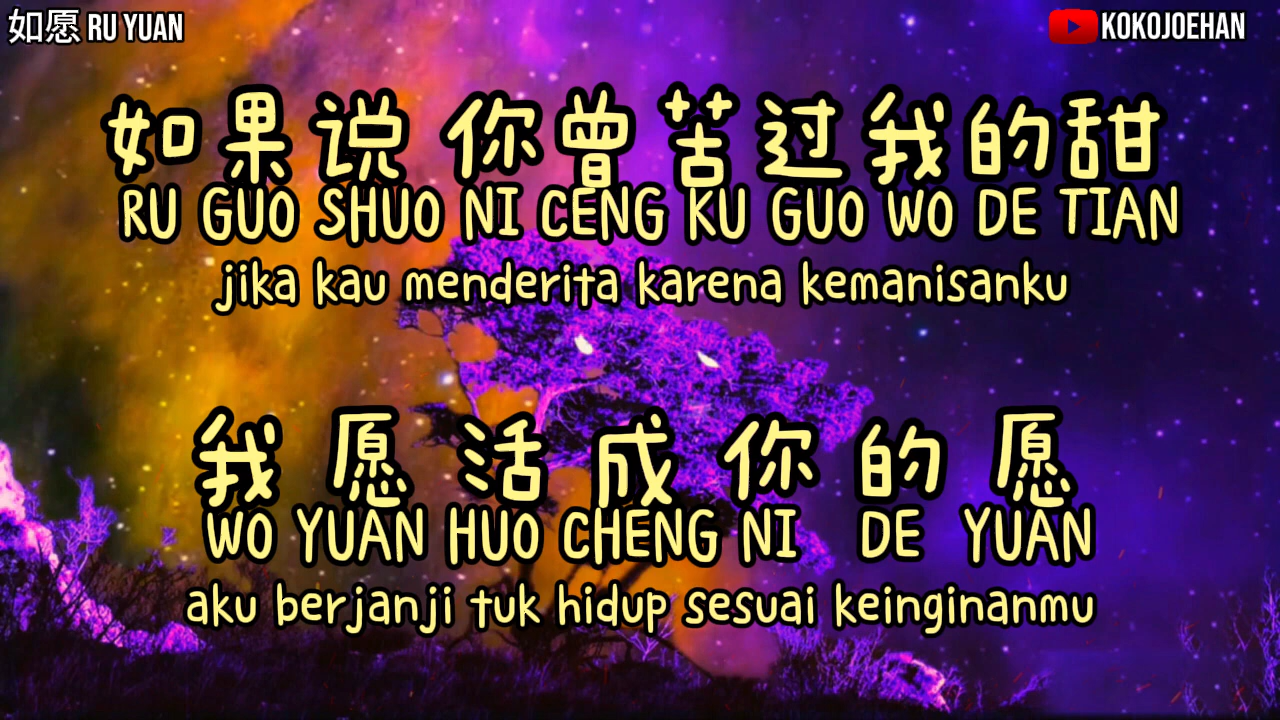 如愿 RU YUAN
KOKOJOEHAN
如果说 你曾苦过我的甜
RU GUO SHUO NI CENG KU GUO WO DE TIAN
jika kau menderita karena kemanisanku
我 愿 活 成 你 的 愿
WO YUAN HUO CHENG NI DE YUAN
aku berjanji tuk hidup sesuai keinginanmu